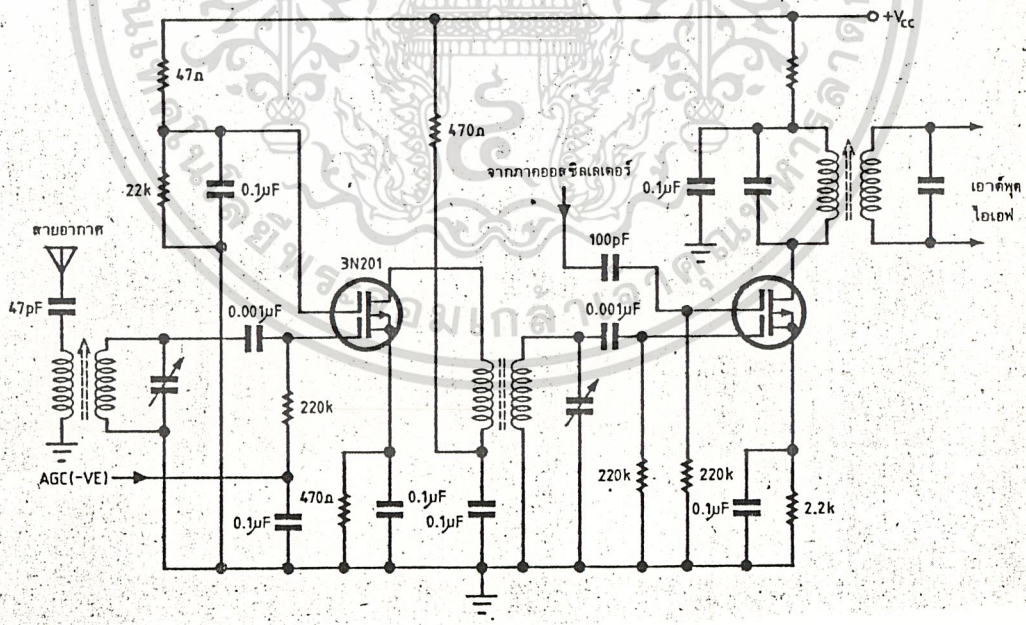 +Vcc
47Ω
470Ω
22k
0.1µF
จากภาคออสซิลเลเตอร์
0.1µF
เอาต์พุต
ไอเอฟ
สายอากาศ
100pF
3N201
47pF
0.001µF
0.001µF
220k
AGC(-VE)
470Ω
0.1µF
220k
220k
0.1µF
0.1µF
0.1µF
2.2k